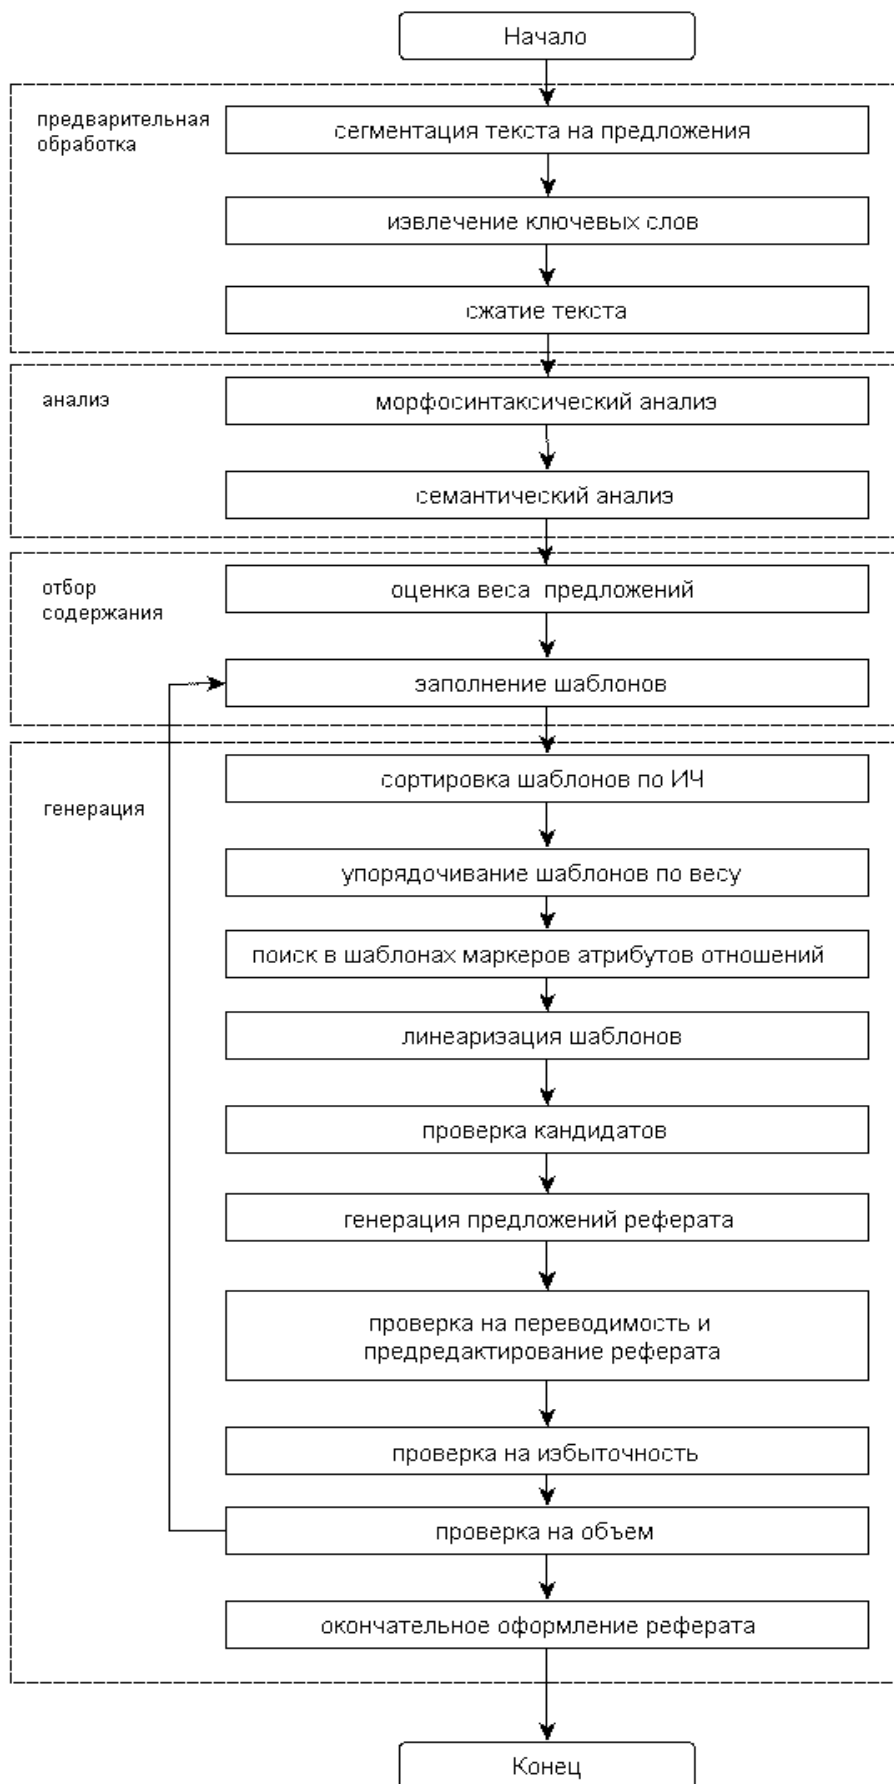 Начало
предварительная
обработка
сегментация текста на предложения
извлечение ключевых слов
сжатие текста
анализ
морфосинтаксический анализ
семантический анализ
отбор
содержания
оценка веса предложений
заполнение шаблонов
генерация
сортировка шаблонов по ИЧ
упорядочивание шаблонов по весу
поиск в шаблонах маркеров атрибутов отношений
линеаризация шаблонов
проверка кандидатов
генерация предложений реферата
проверка на переводимость и
предредактирование реферата
проверка на избыточность
проверка на объем
окончательное оформление реферата
Конец